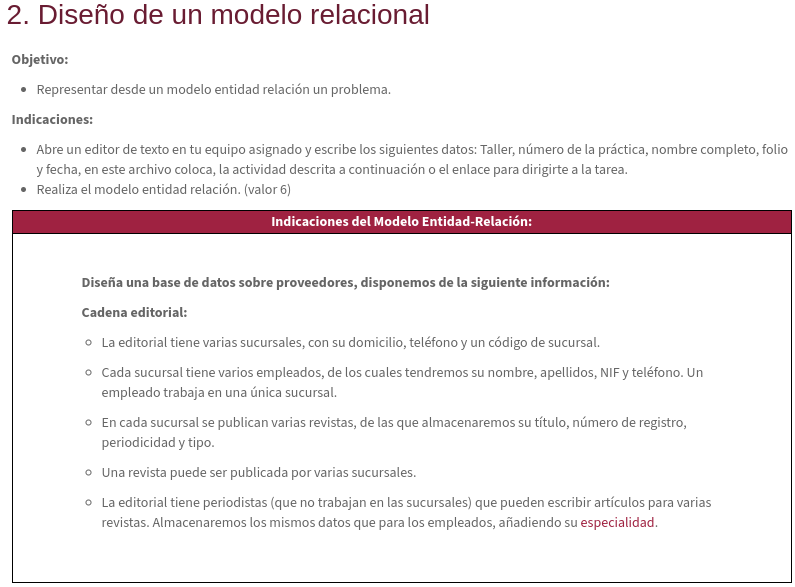 2. Diseño de un modelo relacional
Objetivo:
Representar desde un modelo entidad relación un problema.
Indicaciones:
Abre un editor de texto en tu equipo asignado y escribe los siguientes datos: Taller, número de la práctica, nombre completo, folio
y fecha, en este archivo coloca, la actividad descrita a continuación o el enlace para dirigirte a la tarea.
Realiza el modelo entidad relación. (valor 6)
Indicaciones del Modelo Entidad-Relación:
Diseña una base de datos sobre proveedores, disponemos de la siguiente información:
Cadena editorial:
La editorial tiene varias sucursales, con su domicilio, teléfono y un código de sucursal.
Cada sucursal tiene varios empleados, de los cuales tendremos su nombre, apellidos, NIF y teléfono. Un
empleado trabaja en una única sucursal.
En cada sucursal se publican varias revistas, de las que almacenaremos su título, número de registro,
periodicidad y tipo.
Una revista puede ser publicada por varias sucursales.
La editorial tiene periodistas (que no trabajan en las sucursales) que pueden escribir artículos para varias
revistas. Almacenaremos los mismos datos que para los empleados, añadiendo su especialidad.